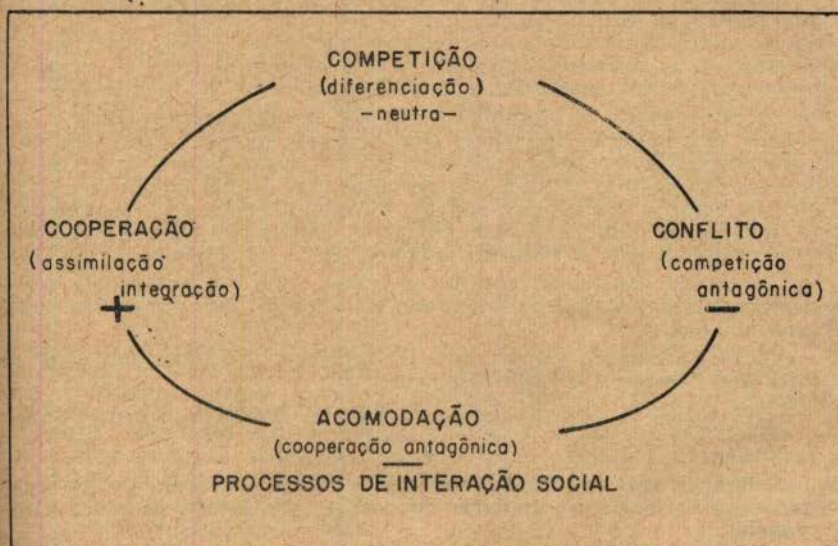 COMPETIÇÃO
(diferenciação)
—neutra—
COOPERAÇÃO
(assimilação
integração)
+
CONFLITO
(competição
antagônica)
—
ACOMODAÇÃO
(cooperação antagônica)
—
PROCESSOS DE INTERAÇÃO SOCIAL